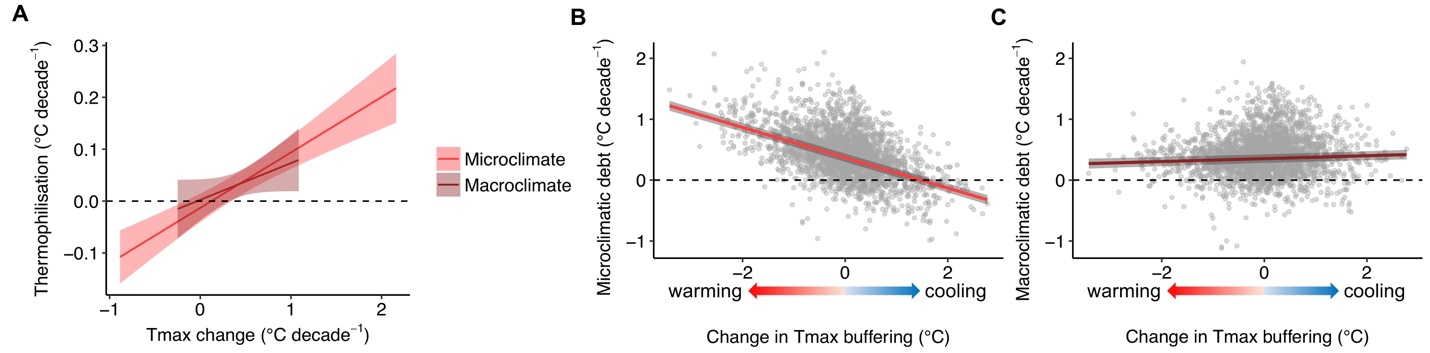 A
Thermophilisation (°C decade⁻¹)
0.3
0.2
0.1
0.0
−0.1
−1
0
1
2
Tmax change (°C decade⁻¹)
Microclimate
Macroclimate
B
Microclimatic debt (°C decade⁻¹)
2
1
0
−1
−2
0
2
warming
cooling
Change in Tmax buffering (°C)
C
Macroclimatic debt (°C decade⁻¹)
2
1
0
−1
−2
0
2
warming
cooling
Change in Tmax buffering (°C)